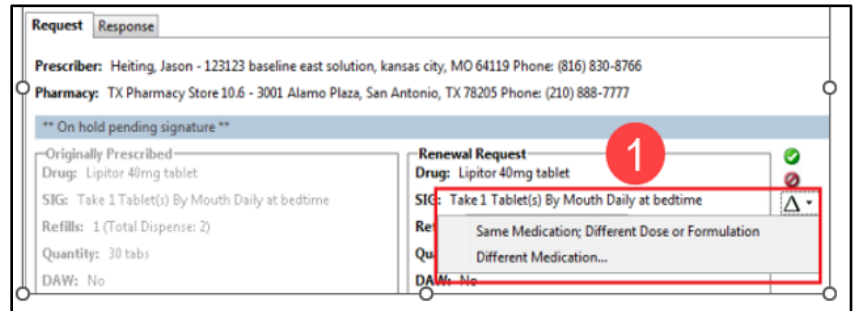 Request Response
Prescriber: Heiting, Jason - 123123 baseline east solution, kansas city, MO 64119 Phone: (816) 830-8766
Pharmacy: TX Pharmacy Store 10.6 - 3001 Alamo Plaza, San Antonio, TX 78205 Phone: (210) 888-7777
** On hold pending signature **
Originally Prescribed
Drug: Lipitor 40mg tablet
SIG: Take 1 Tablet(s) By Mouth Daily at bedtime
Refills: 1 (Total Dispense: 2)
Quantity: 30 tabs
DAW: No
Renewal Request
Drug: Lipitor 40mg tablet
SIG: Take 1 Tablet(s) By Mouth Daily at bedtime
Ref
Qu
DAW: No
1
Δ
Same Medication; Different Dose or Formulation
Different Medication...